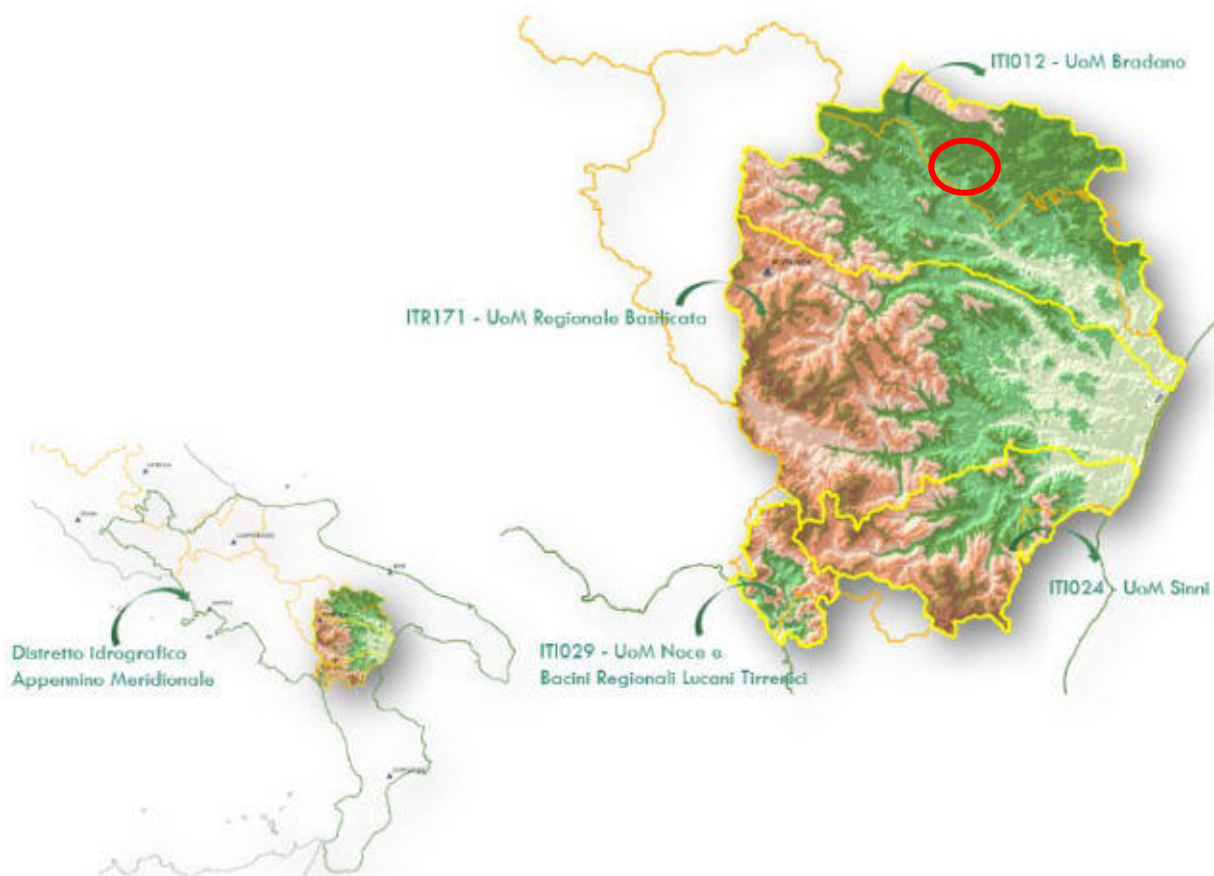 ITI012 - UoM Bradano
ITR171 - UoM Regionale Basilicata
ITI024 - UoM Sinni
ITI029 - UoM Noce e
Bacini Regionali Lucani Tirrenici
Distretto Idrografico
Appennino Meridionale